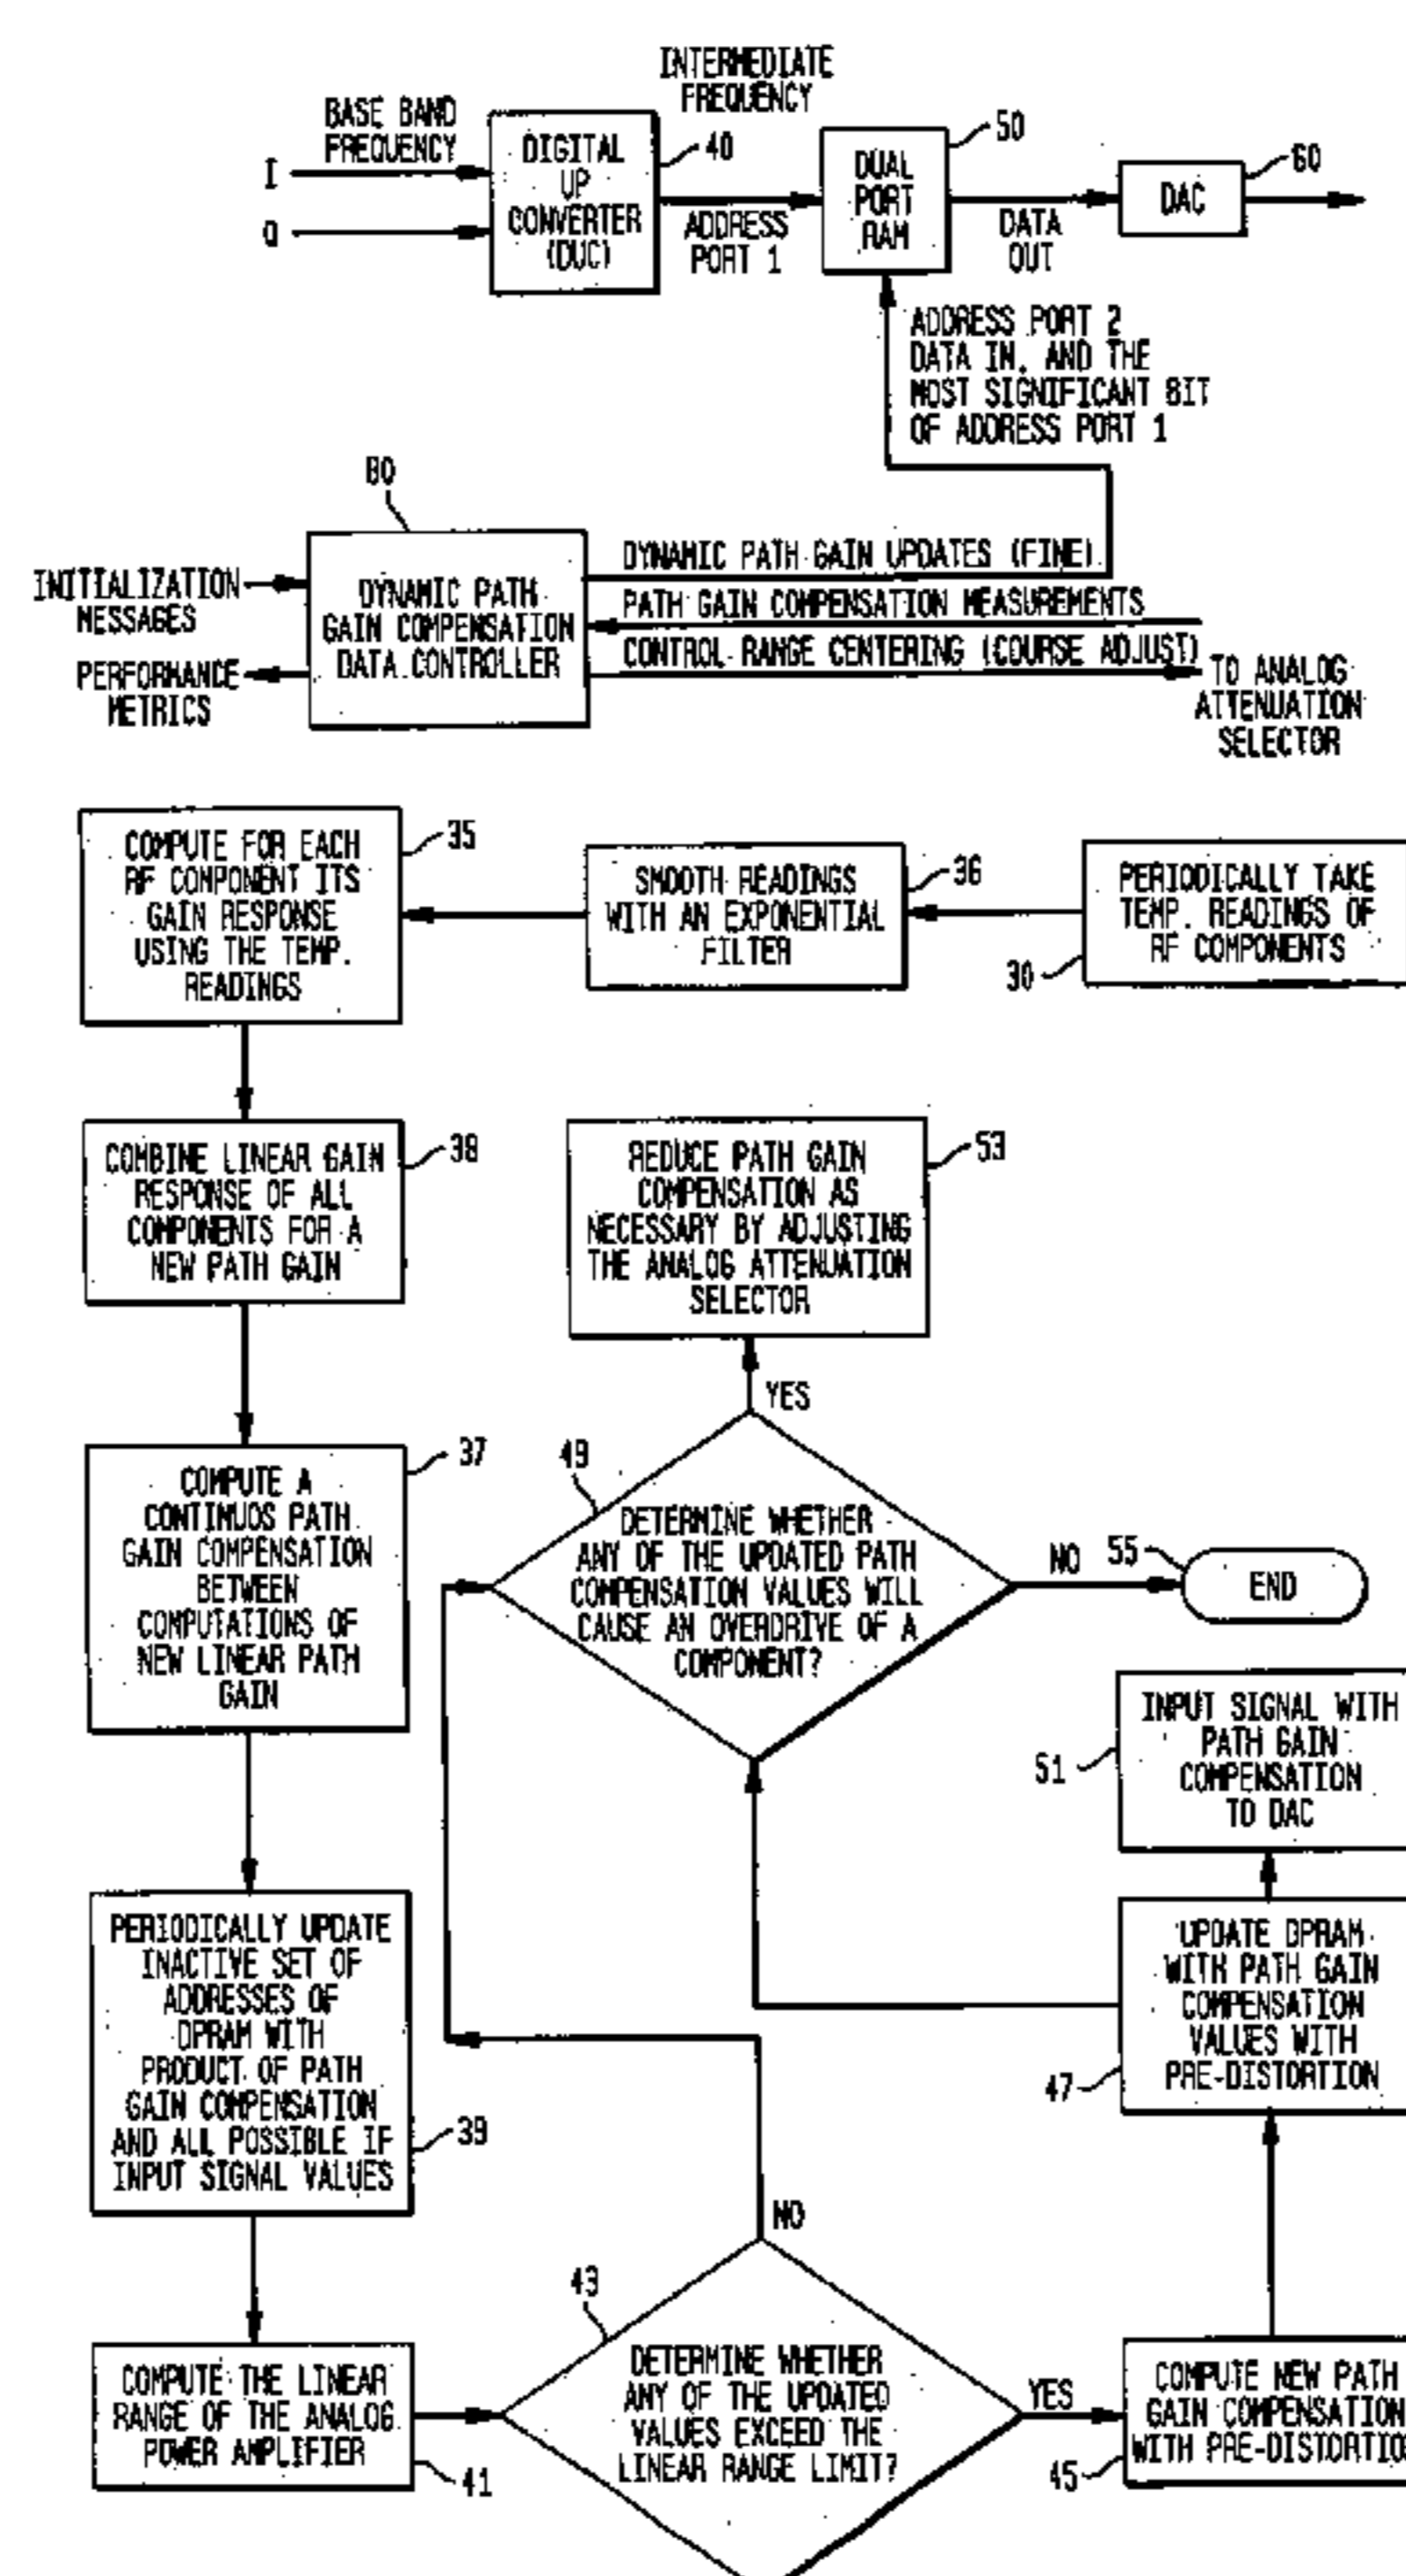 INTERMEDIATE
FREQUENCY
BASE BAND
FREQUENCY
I
Q
DIGITAL
UP
CONVERTER
(DUC)
40
ADDRESS
PORT 1
DUAL
PORT
RAM
50
DATA
OUT
DAC
60
ADDRESS PORT 2
DATA IN, AND THE
MOST SIGNIFICANT BIT
OF ADDRESS PORT 1
80
INITIALIZATION
MESSAGES
PERFORMANCE
METRICS
DYNAMIC PATH
GAIN COMPENSATION
DATA CONTROLLER
DYNAMIC PATH GAIN UPDATES (FINE)
PATH GAIN COMPENSATION MEASUREMENTS
CONTROL RANGE CENTERING (COURSE ADJUST)
TO ANALOG
ATTENUATION
SELECTOR
COMPUTE FOR EACH
RF COMPONENT ITS
GAIN RESPONSE
USING THE TEMP.
READINGS
35
SMOOTH READINGS
WITH AN EXPONENTIAL
FILTER
36
PERIODICALLY TAKE
TEMP. READINGS OF
RF COMPONENTS
30
COMBINE LINEAR GAIN
RESPONSE OF ALL
COMPONENTS FOR A
NEW PATH GAIN
38
REDUCE PATH GAIN
COMPENSATION AS
NECESSARY BY ADJUSTING
THE ANALOG ATTENUATION
SELECTOR
53
YES
COMPUTE A
CONTINUOS PATH
GAIN COMPENSATION
BETWEEN
COMPUTATIONS OF
NEW LINEAR PATH
GAIN
37
49
DETERMINE WHETHER
ANY OF THE UPDATED PATH
COMPENSATION VALUES WILL
CAUSE AN OVERDRIVE OF A
COMPONENT?
NO
55
END
INPUT SIGNAL WITH
PATH GAIN
COMPENSATION
TO DAC
51
PERIODICALLY UPDATE
INACTIVE SET OF
ADDRESSES OF
DPRAM WITH
PRODUCT OF PATH
GAIN COMPENSATION
AND ALL POSSIBLE IF
INPUT SIGNAL VALUES
39
UPDATE DPRAM
WITH PATH GAIN
COMPENSATION
VALUES WITH
PRE-DISTORTION
47
NO
43
COMPUTE THE LINEAR
RANGE OF THE ANALOG
POWER AMPLIFIER
41
DETERMINE WHETHER
ANY OF THE UPDATED
VALUES EXCEED THE
LINEAR RANGE LIMIT?
YES
COMPUTE NEW PATH
GAIN COMPENSATION
WITH PRE-DISTORTIO
45